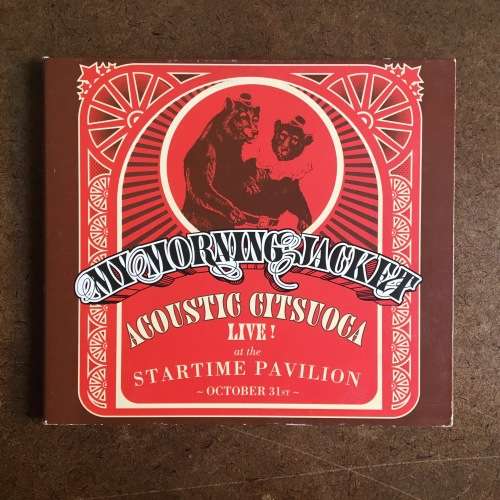 MY MORNING JACKET
ACOUSTIC CITSUOCA
LIVE!
at the
STARTIME PAVILION
~ OCTOBER 31ST ~